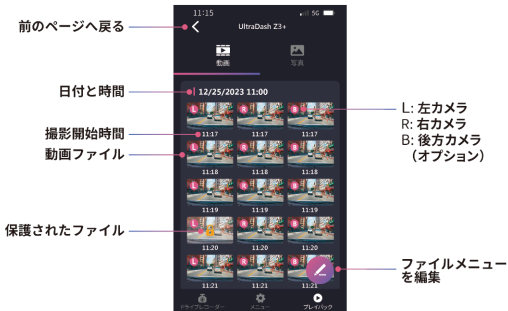 11:15
5G
前のページへ戻る
UltraDash Z3+
動画
写真
日付と時間
12/25/2023 11:00
L R B
L: 左カメラ
R: 右カメラ
B: 後方カメラ
（オプション）
撮影開始時間
11:17 11:17 11:17
動画ファイル
L R B
11:18 11:18 11:18
L R B
11:19 11:19 11:19
保護されたファイル
L R B
11:20 11:20 11:20
L R B
ファイルメニュー
を編集
11:21 11:21 11:21
ドライブレコーダー
メニュー
プレイバック